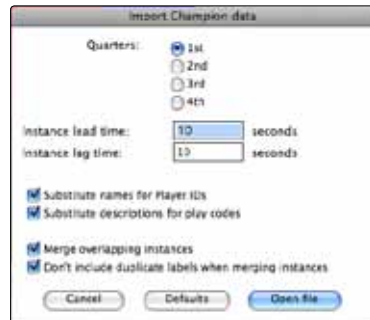 Import Champion data
Quarters: 1st
2nd
3rd
4th
Instance lead time: 10 seconds
Instance lag time: 10 seconds
Substitute names for Player IDs
Substitute descriptions for play codes
Merge overlapping instances
Don't include duplicate labels when merging instances
Cancel Defaults Open file